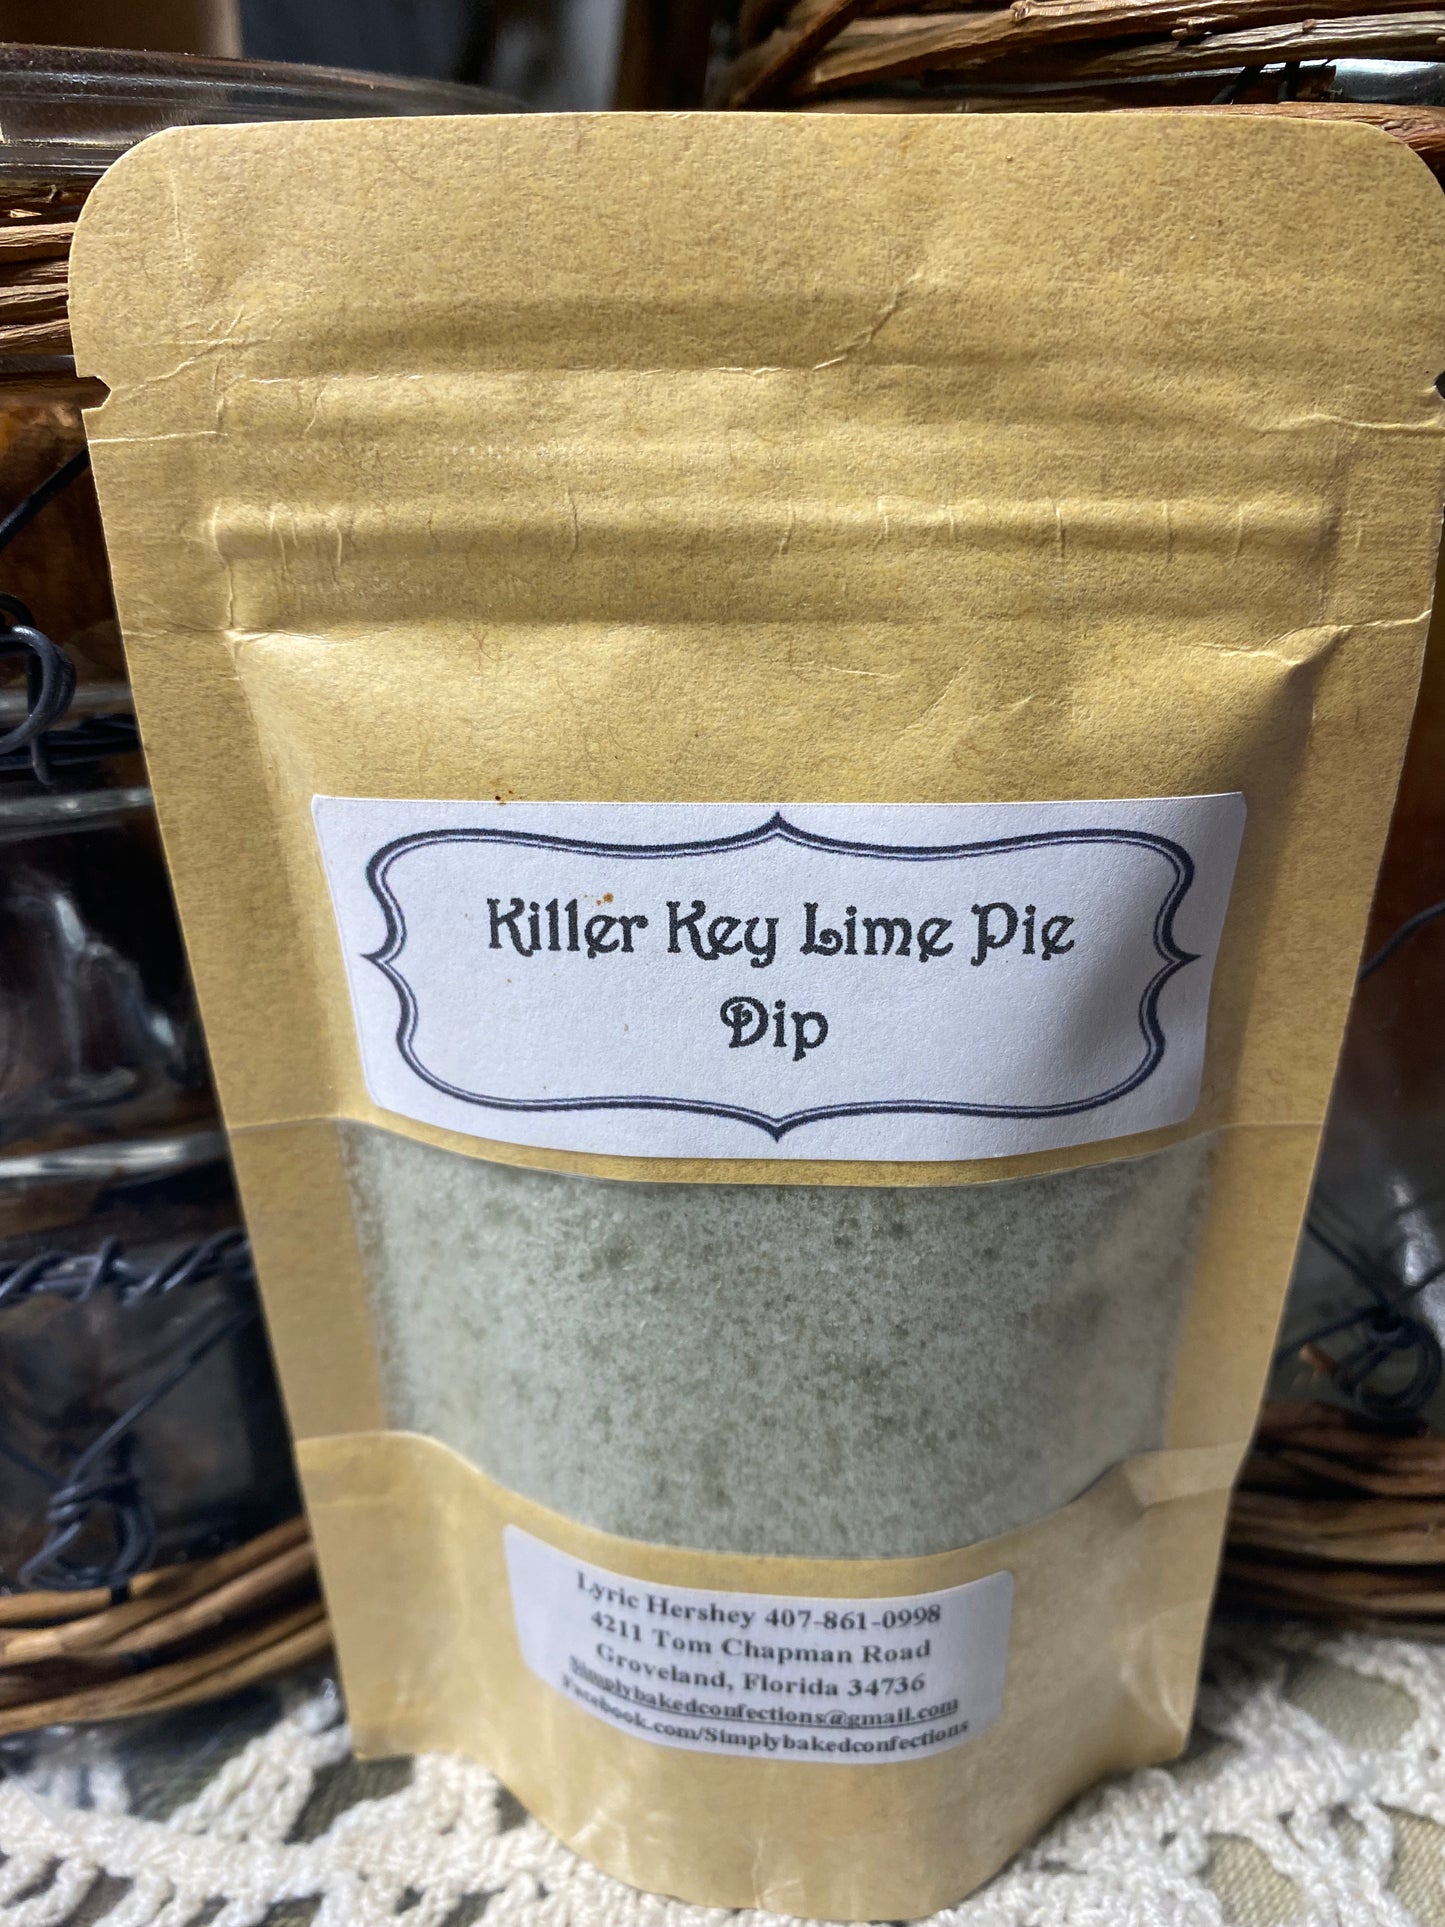 Killer Key Lime Pie
Dip
Lyric Hershey 407-861-0998
4211 Tom Chapman Road
Groveland, Florida 34736
Simplybakedconfections@gmail.com
Facebook.com/Simplybakedconfections